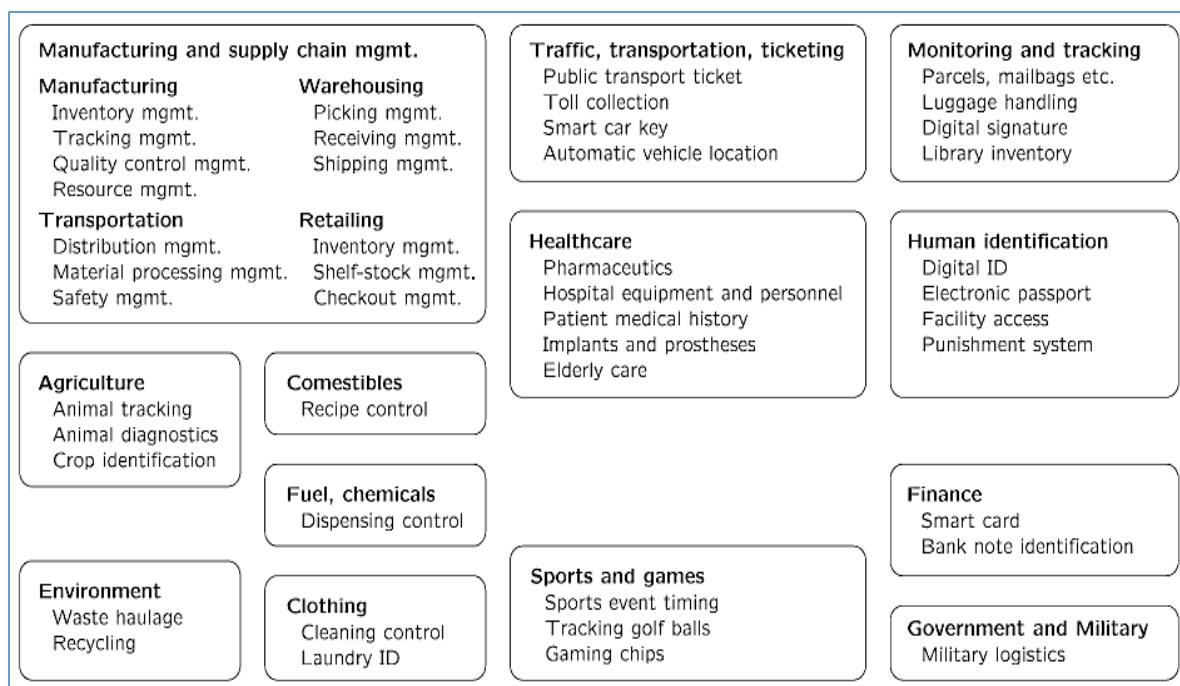 Manufacturing and supply chain mgmt.
Manufacturing
Inventory mgmt.
Tracking mgmt.
Quality control mgmt.
Resource mgmt.
Warehousing
Picking mgmt.
Receiving mgmt.
Shipping mgmt.
Transportation
Distribution mgmt.
Material processing mgmt.
Safety mgmt.
Retailing
Inventory mgmt.
Shelf-stock mgmt.
Checkout mgmt.
Traffic, transportation, ticketing
Public transport ticket
Toll collection
Smart car key
Automatic vehicle location
Monitoring and tracking
Parcels, mailbags etc.
Luggage handling
Digital signature
Library inventory
Healthcare
Pharmaceutics
Hospital equipment and personnel
Patient medical history
Implants and prostheses
Elderly care
Human identification
Digital ID
Electronic passport
Facility access
Punishment system
Agriculture
Animal tracking
Animal diagnostics
Crop identification
Comestibles
Recipe control
Fuel, chemicals
Dispensing control
Finance
Smart card
Bank note identification
Environment
Waste haulage
Recycling
Clothing
Cleaning control
Laundry ID
Sports and games
Sports event timing
Tracking golf balls
Gaming chips
Government and Military
Military logistics